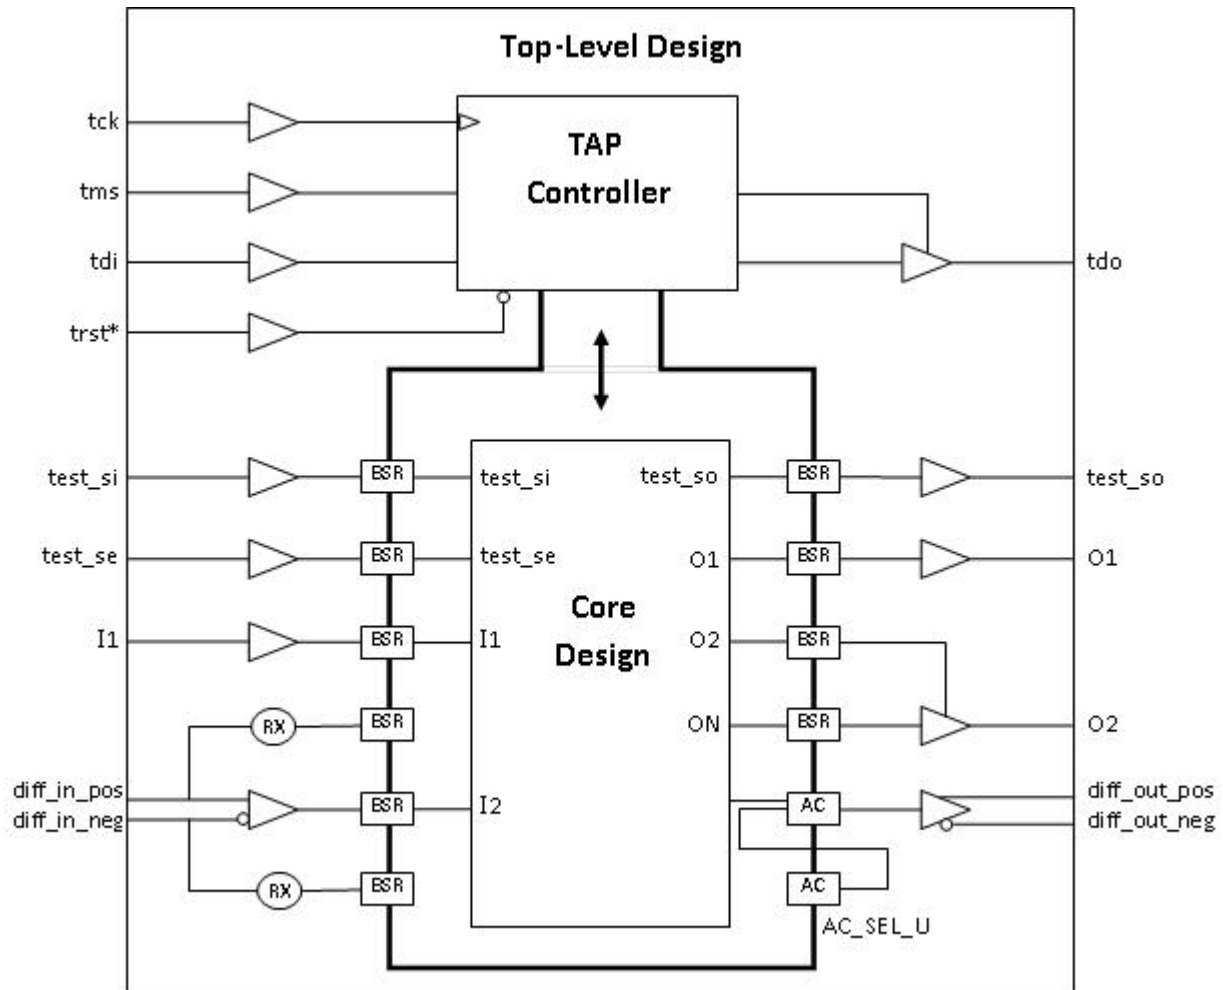 Top-Level Design
tck
TAP
Controller
tms
tdi
tdo
trst*
test_si
BSR
test_si
test_so
BSR
test_so
test_se
BSR
test_se
O1
BSR
O1
I1
BSR
I1
Core
Design
O2
BSR
RX
BSR
ON
BSR
O2
diff_in_pos
diff_in_neg
BSR
I2
AC
diff_out_pos
diff_out_neg
RX
BSR
AC
AC_SEL_U